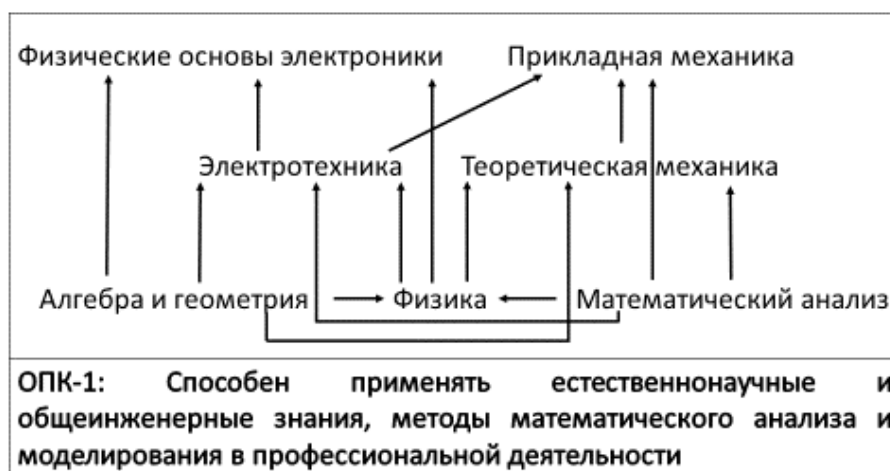 Физические основы электроники Прикладная механика
Электротехника Теоретическая механика
Алгебра и геометрия Физика Математический анализ
ОПК-1: Способен применять естественнонаучные и
общеинженерные знания, методы математического анализа и
моделирования в профессиональной деятельности